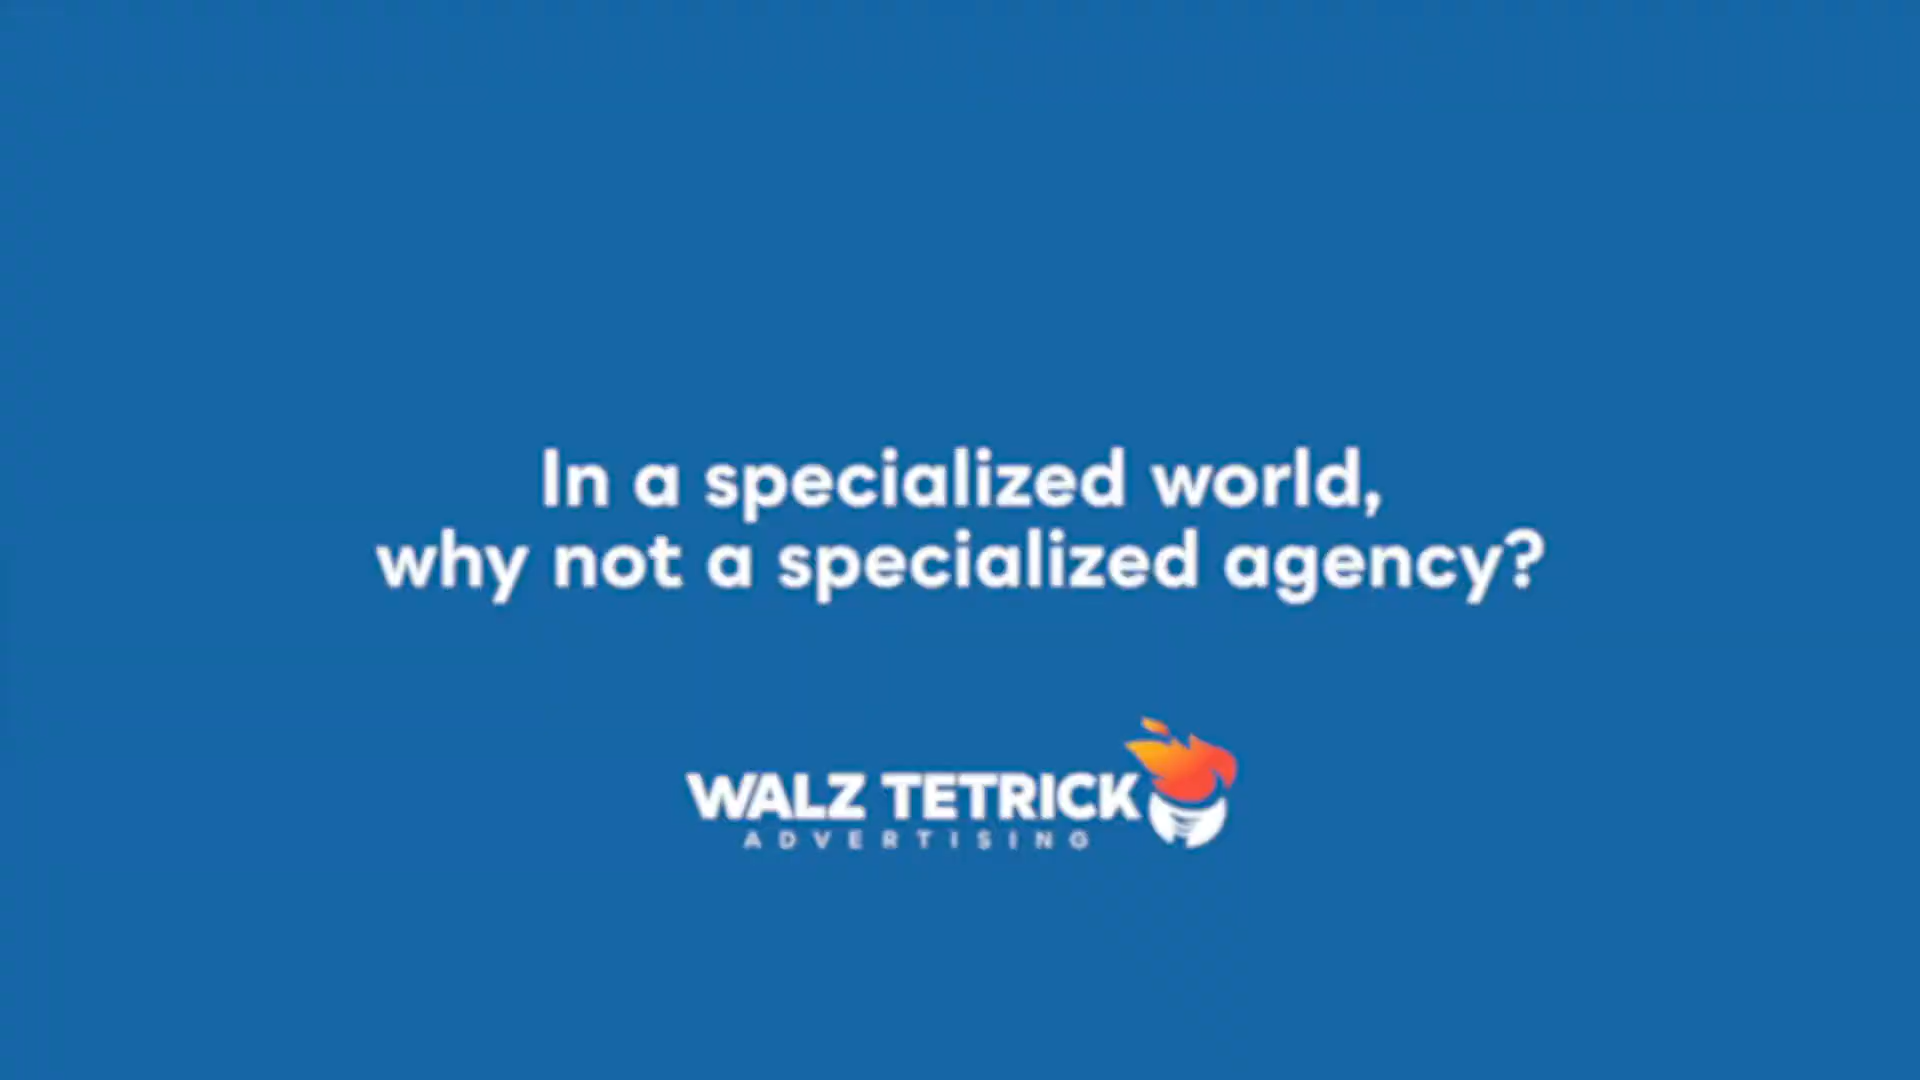 In a specialized world,
why not a specialized agency?
WALZ TETRICK
ADVERTISING